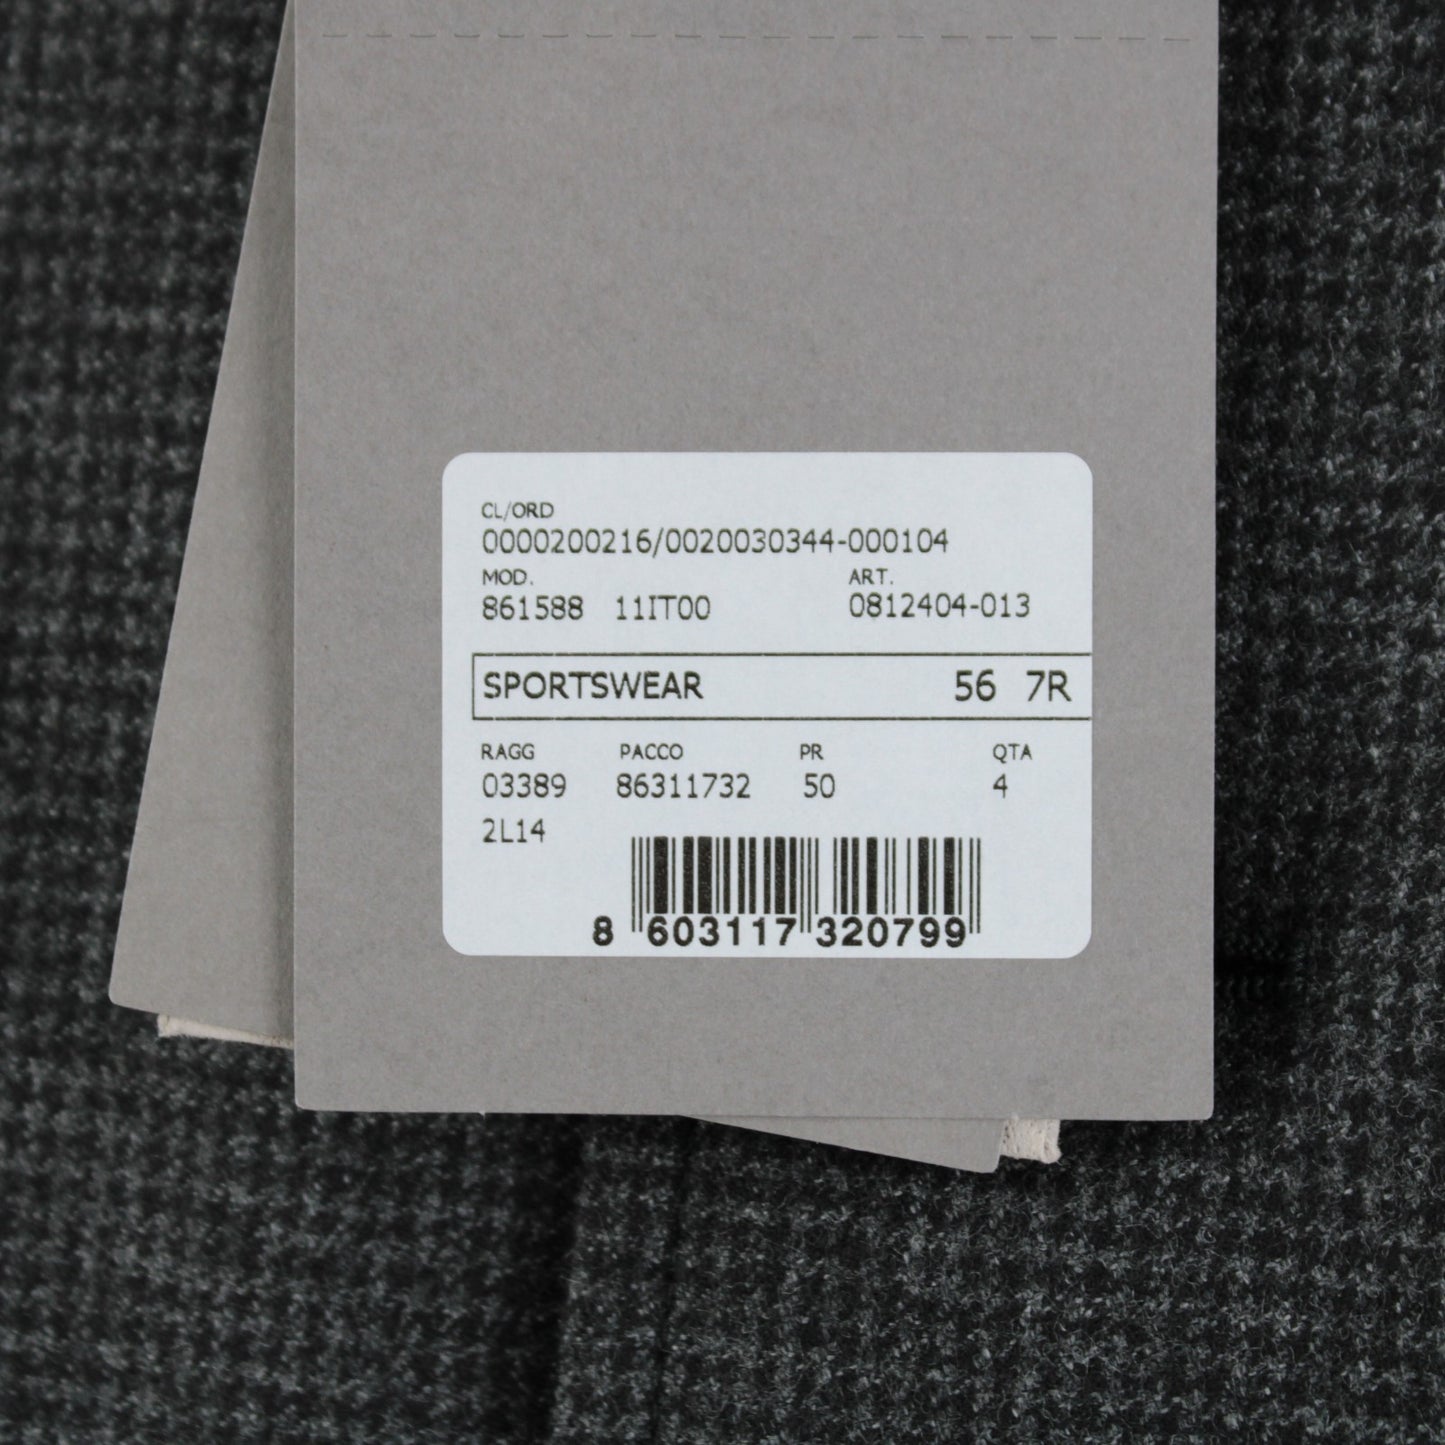 CL/ORD
0000200216/0020030344-000104
MOD. ART.
861588 11IT00 0812404-013
SPORTSWEAR 56 7R
RAGG PACCO PR QTA
03389 86311732 50 4
2L14
8 603117 320799